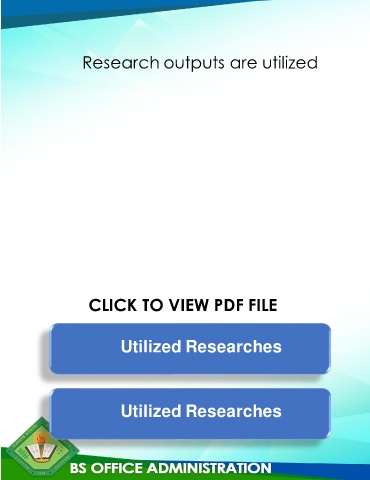 Research outputs are utilized
CLICK TO VIEW PDF FILE
Utilized Researches
Utilized Researches
BS OFFICE ADMINISTRATION